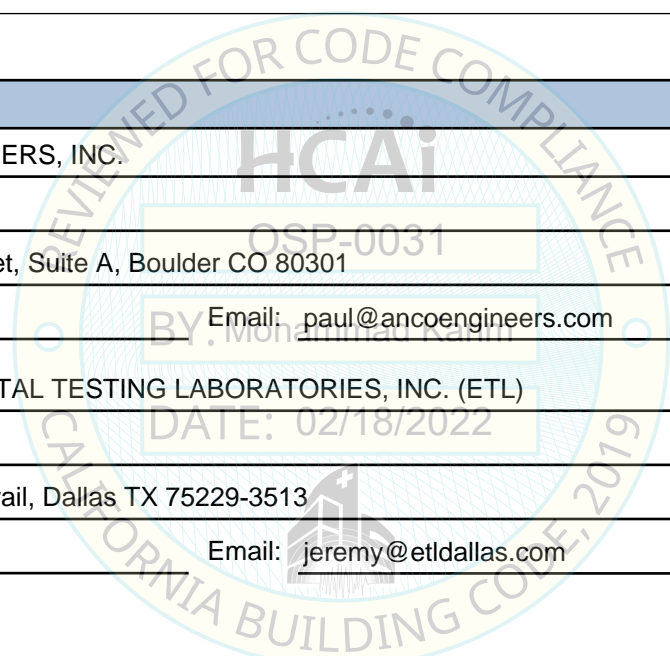 REVIEWED FOR CODE COMPLIANCE
HCAi
ERS, INC.
OSP-0031
et, Suite A, Boulder CO 80301
BY: Mohammad Karim
Email: paul@ancoengineers.com
TAL TESTING LABORATORIES, INC. (ETL)
DATE: 02/18/2022
rail, Dallas TX 75229-3513
Email: jeremy@etldallas.com
CALIFORNIA BUILDING CODE, 2019